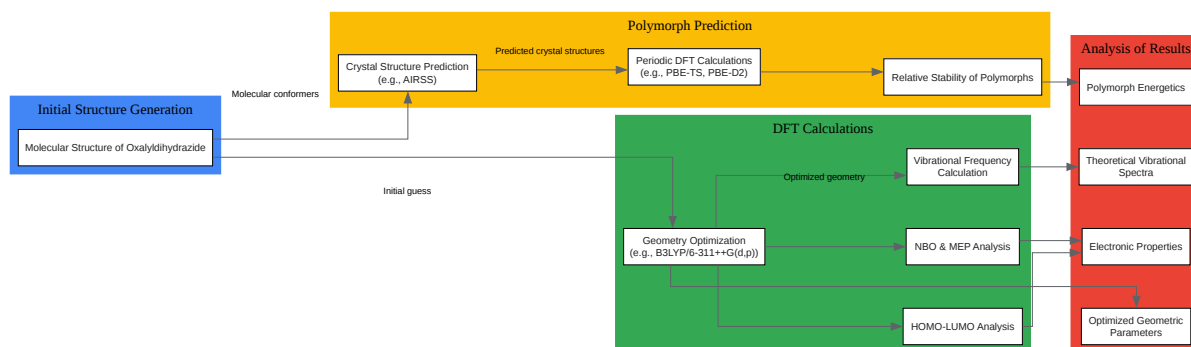 Polymorph Prediction
Crystal Structure Prediction
(e.g., AIRSS)
Predicted crystal structures
Periodic DFT Calculations
(e.g., PBE-TS, PBE-D2)
Relative Stability of Polymorphs
Analysis of Results
Polymorph Energetics
Theoretical Vibrational
Spectra
Electronic Properties
Optimized Geometric
Parameters
Initial Structure Generation
Molecular Structure of Oxalyldihydrazide
Molecular conformers
Initial guess
DFT Calculations
Geometry Optimization
(e.g., B3LYP/6-311++G(d,p))
Optimized geometry
Vibrational Frequency
Calculation
NBO & MEP Analysis
HOMO-LUMO Analysis